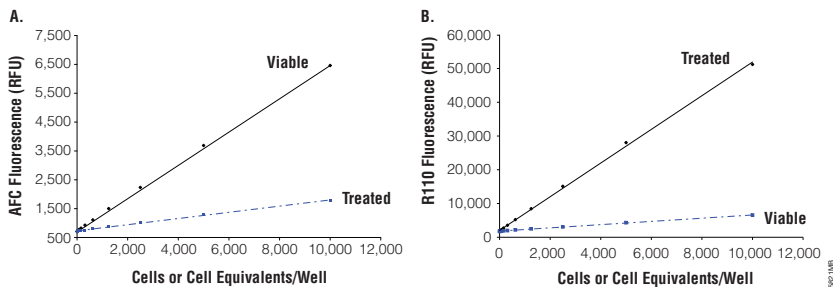 A.
7,500
6,500
5,500
4,500
3,500
2,500
1,500
500
AFC Fluorescence (RFU)
Viable
Treated
0 2,000 4,000 6,000 8,000 10,000 12,000
Cells or Cell Equivalents/Well
B.
60,000
50,000
40,000
30,000
20,000
10,000
0
R110 Fluorescence (RFU)
Treated
Viable
0 2,000 4,000 6,000 8,000 10,000 12,000
Cells or Cell Equivalents/Well